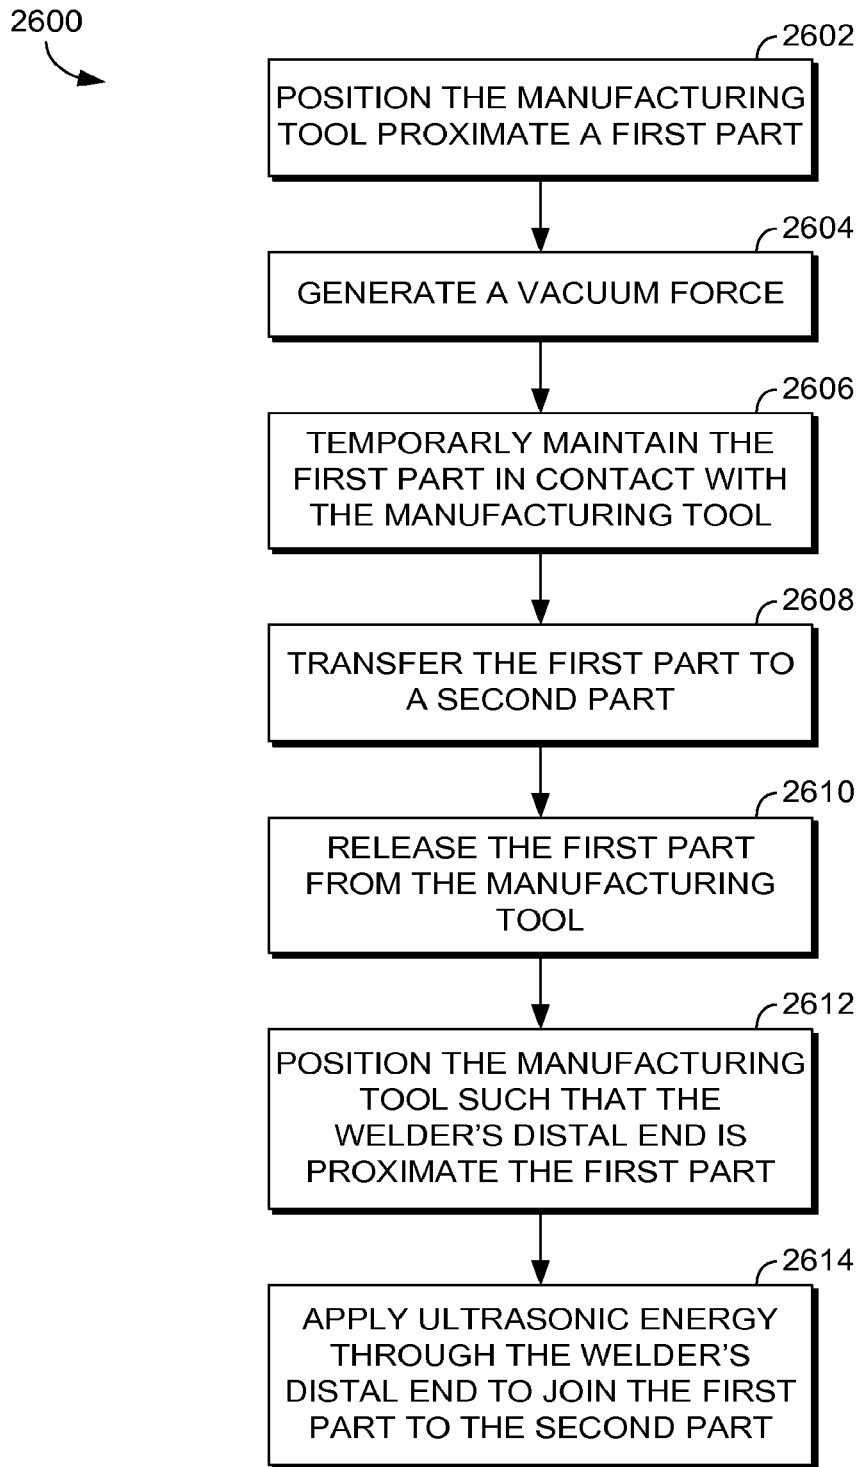 2600
2602
POSITION THE MANUFACTURING
TOOL PROXIMATE A FIRST PART
2604
GENERATE A VACUUM FORCE
2606
TEMPORARLY MAINTAIN THE
FIRST PART IN CONTACT WITH
THE MANUFACTURING TOOL
2608
TRANSFER THE FIRST PART TO
A SECOND PART
2610
RELEASE THE FIRST PART
FROM THE MANUFACTURING
TOOL
2612
POSITION THE MANUFACTURING
TOOL SUCH THAT THE
WELDER'S DISTAL END IS
PROXIMATE THE FIRST PART
2614
APPLY ULTRASONIC ENERGY
THROUGH THE WELDER'S
DISTAL END TO JOIN THE FIRST
PART TO THE SECOND PART